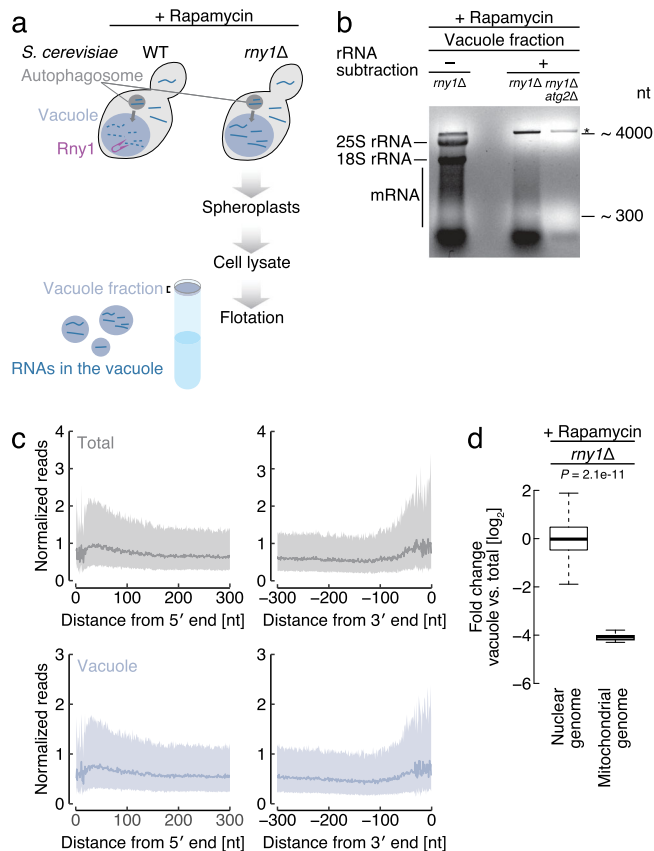 a
+ Rapamycin
S. cerevisiae WT rny1Δ
Autophagosome
Vacuole
Rny1
Spheroplasts
Cell lysate
Flotation
Vacuole fraction
RNAs in the vacuole
b
+ Rapamycin
Vacuole fraction
rRNA
subtraction
− +
rny1Δ rny1Δ rny1Δ
atg2Δ
nt
* ~ 4000
25S rRNA
18S rRNA
mRNA
~ 300
c
Total
Normalized reads
4
3
2
1
0
0 100 200 300
Distance from 5′ end [nt]
4
3
2
1
0
−300 −200 −100 0
Distance from 3′ end [nt]
Vacuole
Normalized reads
3
2
1
0
0 100 200 300
Distance from 5′ end [nt]
3
2
1
0
−300 −200 −100 0
Distance from 3′ end [nt]
d
+ Rapamycin
rny1Δ
P = 2.1e-11
Fold change
vacuole vs. total [log2]
2
0
−2
−4
−6
Nuclear
genome
Mitochondrial
genome